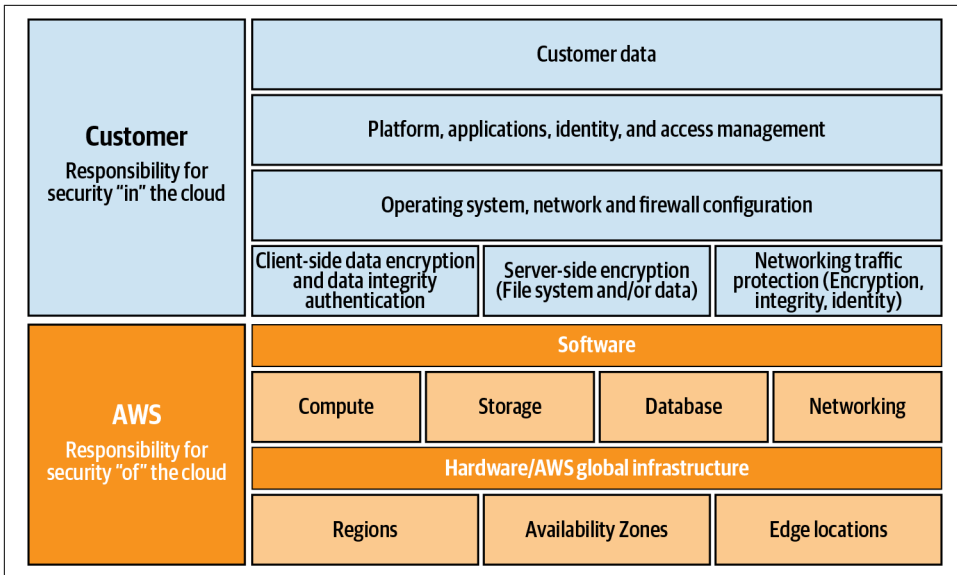 Customer
Responsibility for
security “in” the cloud
Customer data
Platform, applications, identity, and access management
Operating system, network and firewall configuration
Client-side data encryption
and data integrity
authentication
Server-side encryption
(File system and/or data)
Networking traffic
protection (Encryption,
integrity, identity)
AWS
Responsibility for
security “of” the cloud
Software
Compute
Storage
Database
Networking
Hardware/AWS global infrastructure
Regions
Availability Zones
Edge locations